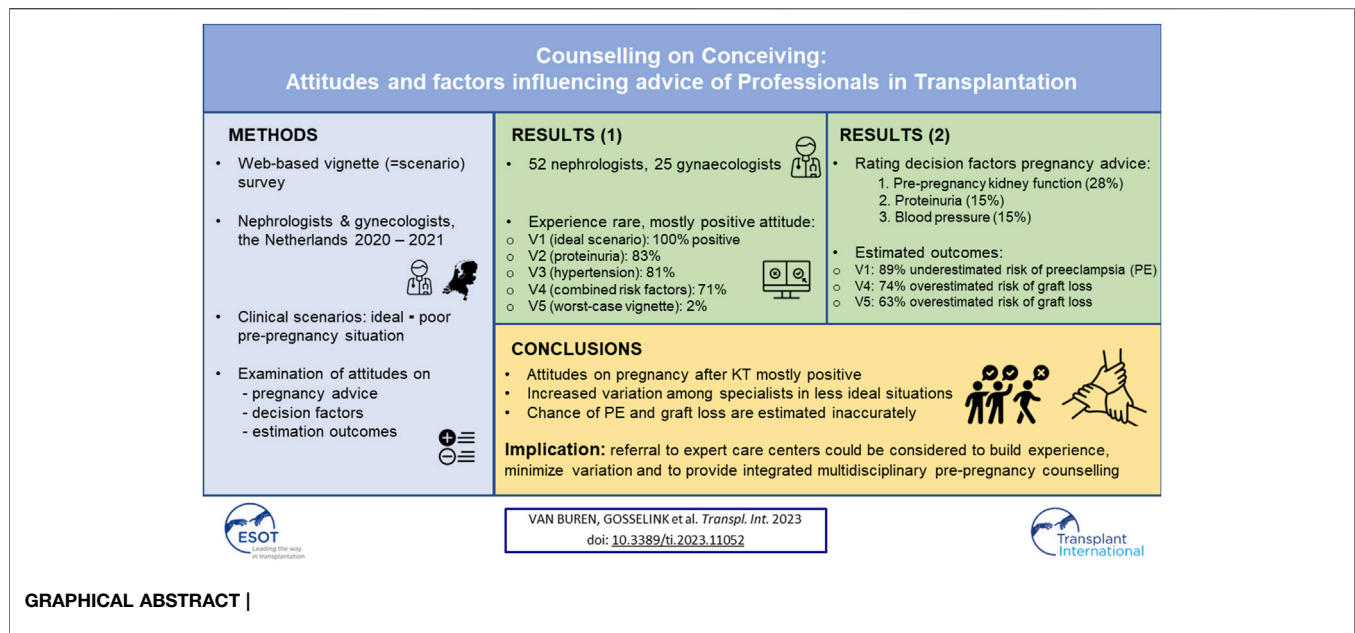 Counselling on Conceiving:
Attitudes and factors influencing advice of Professionals in Transplantation
METHODS
• Web-based vignette (=scenario)
survey
• Nephrologists & gynecologists,
the Netherlands 2020 – 2021
• Clinical scenarios: ideal - poor
pre-pregnancy situation
• Examination of attitudes on
- pregnancy advice
- decision factors
- estimation outcomes
RESULTS (1)
• 52 nephrologists, 25 gynaecologists
• Experience rare, mostly positive attitude:
o V1 (ideal scenario): 100% positive
o V2 (proteinuria): 83%
o V3 (hypertension): 81%
o V4 (combined risk factors): 71%
o V5 (worst-case vignette): 2%
RESULTS (2)
• Rating decision factors pregnancy advice:
1. Pre-pregnancy kidney function (28%)
2. Proteinuria (15%)
3. Blood pressure (15%)
• Estimated outcomes:
o V1: 89% underestimated risk of preeclampsia (PE)
o V4: 74% overestimated risk of graft loss
o V5: 63% overestimated risk of graft loss
CONCLUSIONS
• Attitudes on pregnancy after KT mostly positive
• Increased variation among specialists in less ideal situations
• Chance of PE and graft loss are estimated inaccurately
Implication: referral to expert care centers could be considered to build experience,
minimize variation and to provide integrated multidisciplinary pre-pregnancy counselling
ESOT
Leading the way
in transplantation
VAN BUREN, GOSSELINK et al. Transpl. Int. 2023
doi: 10.3389/ti.2023.11052
Transplant
International
GRAPHICAL ABSTRACT |